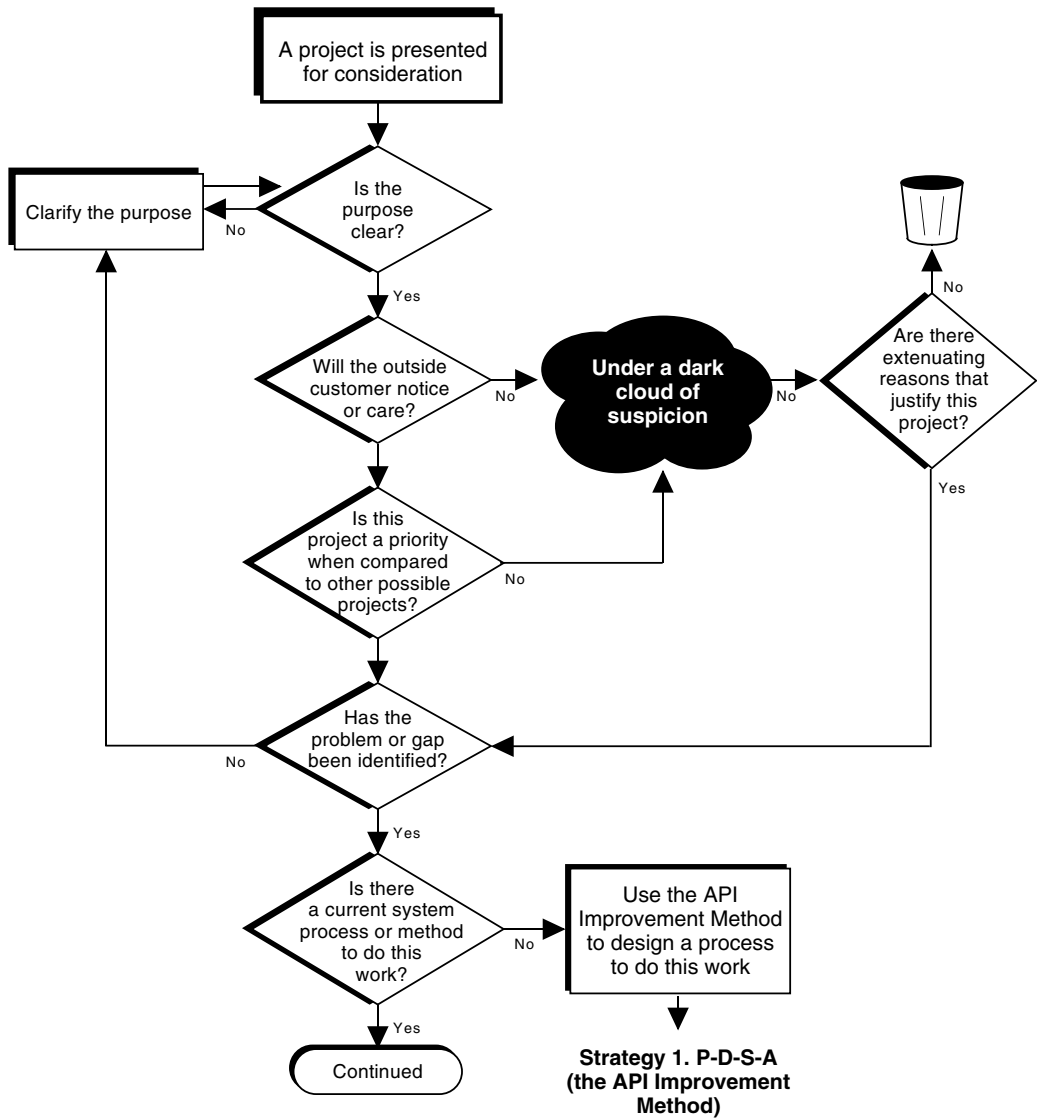 A project is presented
for consideration
Is the
purpose
clear?
Clarify the purpose
No
Yes
Will the outside
customer notice
or care?
No
Under a dark
cloud of
suspicion
No
Are there
extenuating
reasons that
justify this
project?
No
Yes
Is this
project a priority
when compared
to other possible
projects?
No
Has the
problem or gap
been identified?
No
Yes
Is there
a current system
process or method
to do this
work?
No
Use the API
Improvement Method
to design a process
to do this work
Yes
Continued
Strategy 1. P-D-S-A
(the API Improvement
Method)